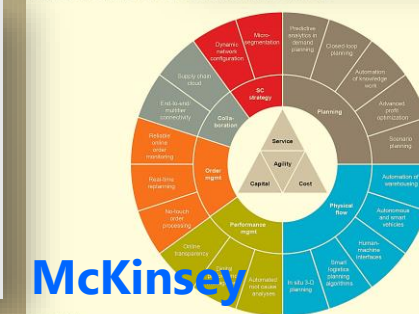 Micro-
segmentation
Dynamic
network
configuration
Supply chain
cloud
End-to-end/
multitier
connectivity
Reliable
online
order
monitoring
Real-time
replanning
No-touch
order
processing
Online
transparency
Automated
root cause
analyses
In situ 3-D
printing
Smart
logistics
planning
algorithms
Human-
machine
interfaces
Autonomous
and smart
vehicles
Automation of
warehousing
Scenario
planning
Advanced
profit
optimization
Automation
of knowledge
work
Closed loop
planning
Predictive
analytics in
demand
planning
SC
strategy
Planning
Physical
flow
Performance
mgmt
Order
mgmt
Colla-
boration
Service
Agility
Capital
Cost
McKinsey